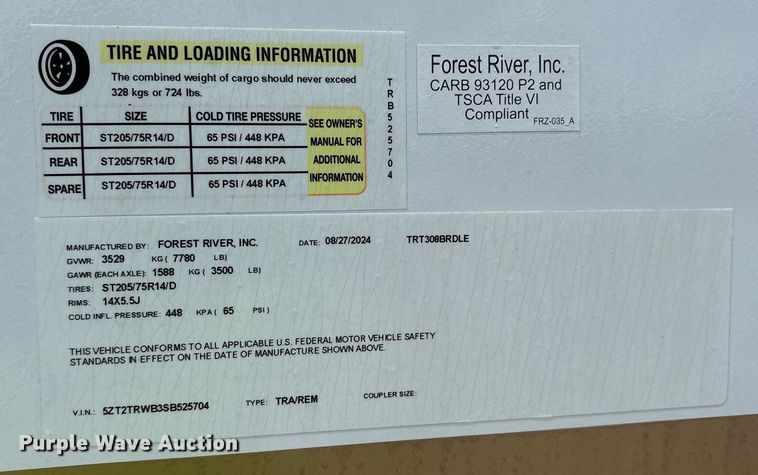 TIRE AND LOADING INFORMATION
The combined weight of cargo should never exceed
328 kgs or 724 lbs.
TIRE SIZE COLD TIRE PRESSURE SEE OWNER'S MANUAL FOR ADDITIONAL INFORMATION
FRONT ST205/75R14/D 65 PSI / 448 KPA
REAR ST205/75R14/D 65 PSI / 448 KPA
SPARE ST205/75R14/D 65 PSI / 448 KPA
TRB525704
Forest River, Inc.
CARB 93120 P2 and
TSCA Title VI
Compliant
FRZ-035_A
MANUFACTURED BY: FOREST RIVER, INC. DATE: 08/27/2024 TRT308BRDLE
GVWR: 3529 KG ( 7780 LB)
GAWR (EACH AXLE): 1588 KG ( 3500 LB)
TIRES: ST205/75R14/D
RIMS: 14X5.5J
COLD INFL. PRESSURE: 448 KPA ( 65 PSI )
THIS VEHICLE CONFORMS TO ALL APPLICABLE U.S. FEDERAL MOTOR VEHICLE SAFETY
STANDARDS IN EFFECT ON THE DATE OF MANUFACTURE SHOWN ABOVE.
V.I.N.: 5ZT2TRWB3SB525704 TYPE: TRA/REM COUPLER SIZE:
Purple Wave Auction